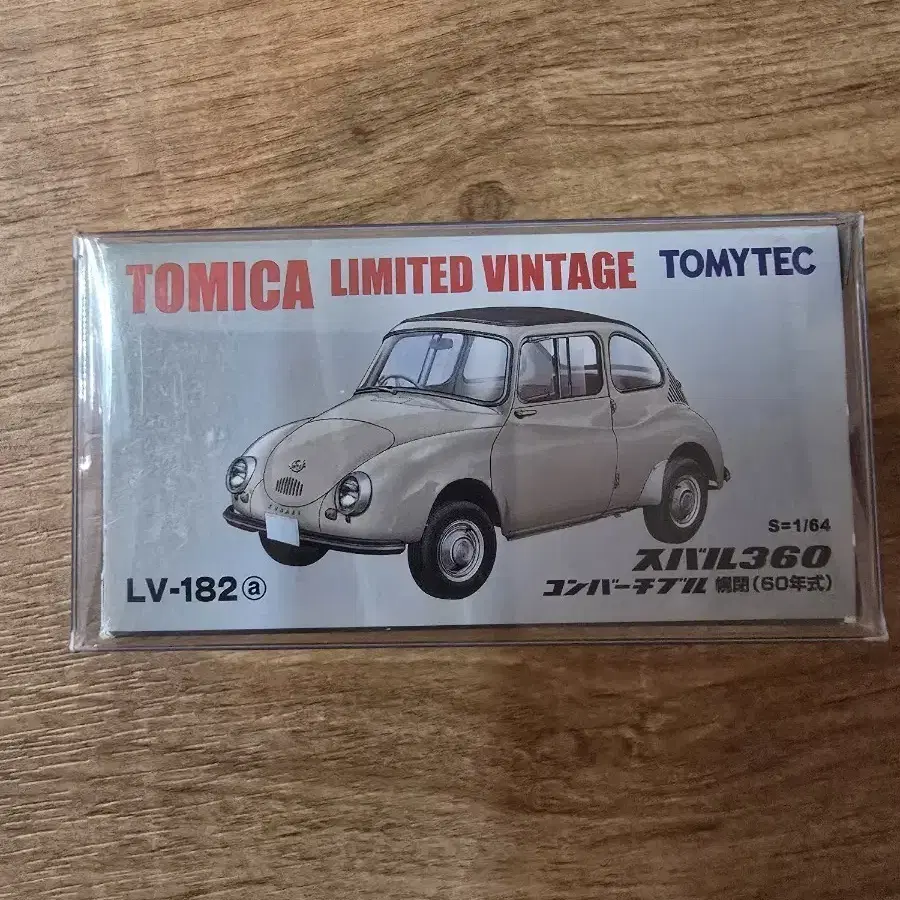 TOMICA LIMITED VINTAGE TOMYTEC
S=1/64
スバル360
LV-182ⓐ コンバーチブル 幌閉(60年式)
SUBARU